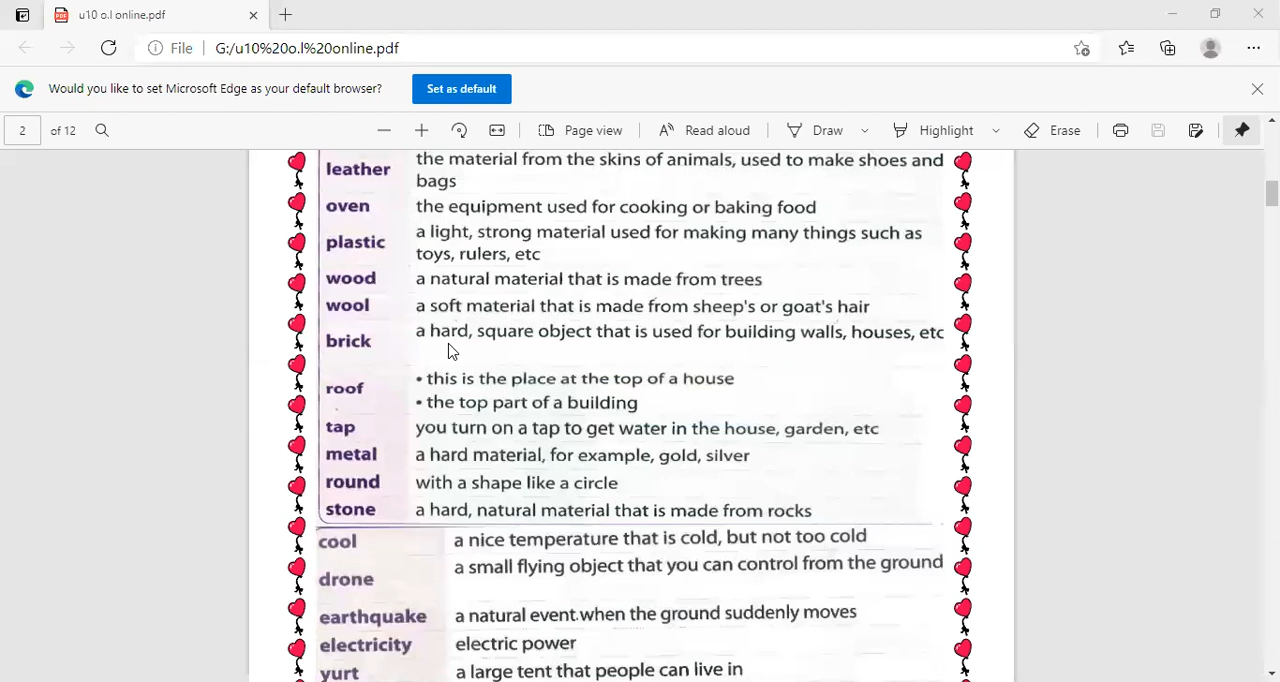 u10 o.l online.pdf
File G:/u10%20o.l%20online.pdf
Would you like to set Microsoft Edge as your default browser? Set as default
2 of 12 Page view Read aloud Draw Highlight Erase
leather the material from the skins of animals, used to make shoes and
bags
oven the equipment used for cooking or baking food
plastic a light, strong material used for making many things such as
toys, rulers, etc
wood a natural material that is made from trees
wool a soft material that is made from sheep's or goat's hair
brick a hard, square object that is used for building walls, houses, etc
roof • this is the place at the top of a house
• the top part of a building
tap you turn on a tap to get water in the house, garden, etc
metal a hard material, for example, gold, silver
round with a shape like a circle
stone a hard, natural material that is made from rocks
cool a nice temperature that is cold, but not too cold
drone a small flying object that you can control from the ground
earthquake a natural event when the ground suddenly moves
electricity electric power
yurt a large tent that people can live in